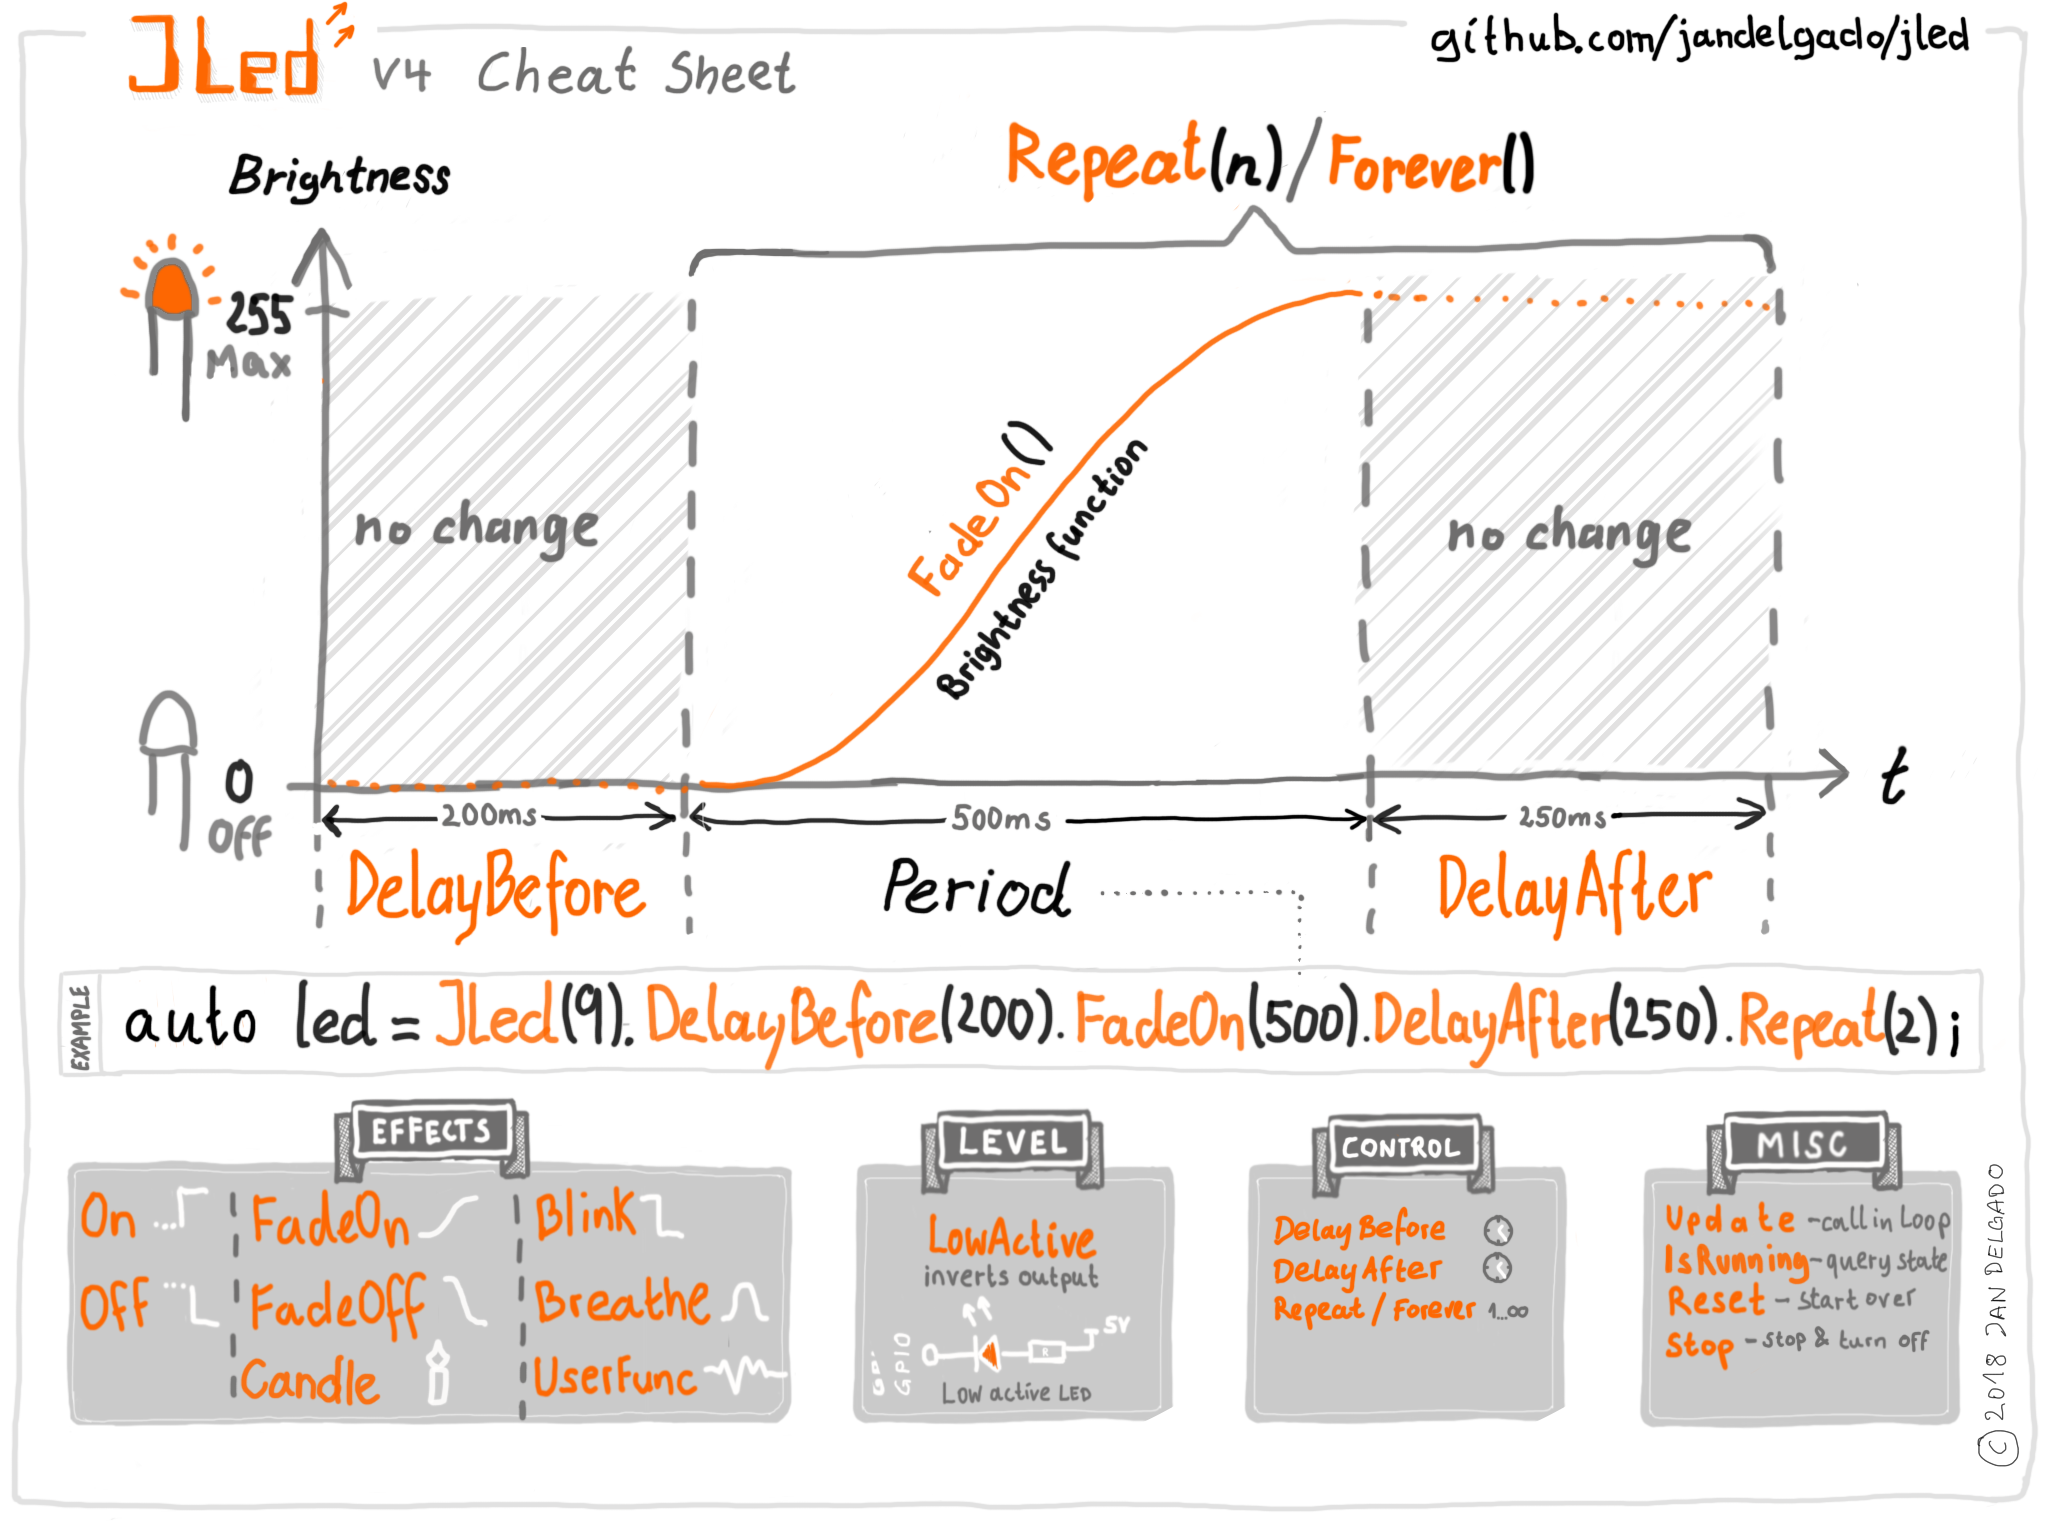 JLed V4 Cheat Sheet
github.com/jandelgado/jled
Repeat(n)/Forever()
Brightness
255
Max
no change
FadeOn()
Brightness function
no change
0
Off
t
200ms
500ms
250ms
DelayBefore
Period
DelayAfter
EXAMPLE
auto led = JLed(9).DelayBefore(200).FadeOn(500).DelayAfter(250).Repeat(2);
EFFECTS
On
FadeOn
Blink
Off
FadeOff
Breathe
Candle
UserFunc
LEVEL
LowActive
inverts output
GPIO
R
5V
Low active LED
CONTROL
DelayBefore
DelayAfter
Repeat / Forever 1...∞
MISC
Update - call in Loop
IsRunning - query state
Reset - start over
Stop - stop & turn off
© 2018 JAN DELGADO